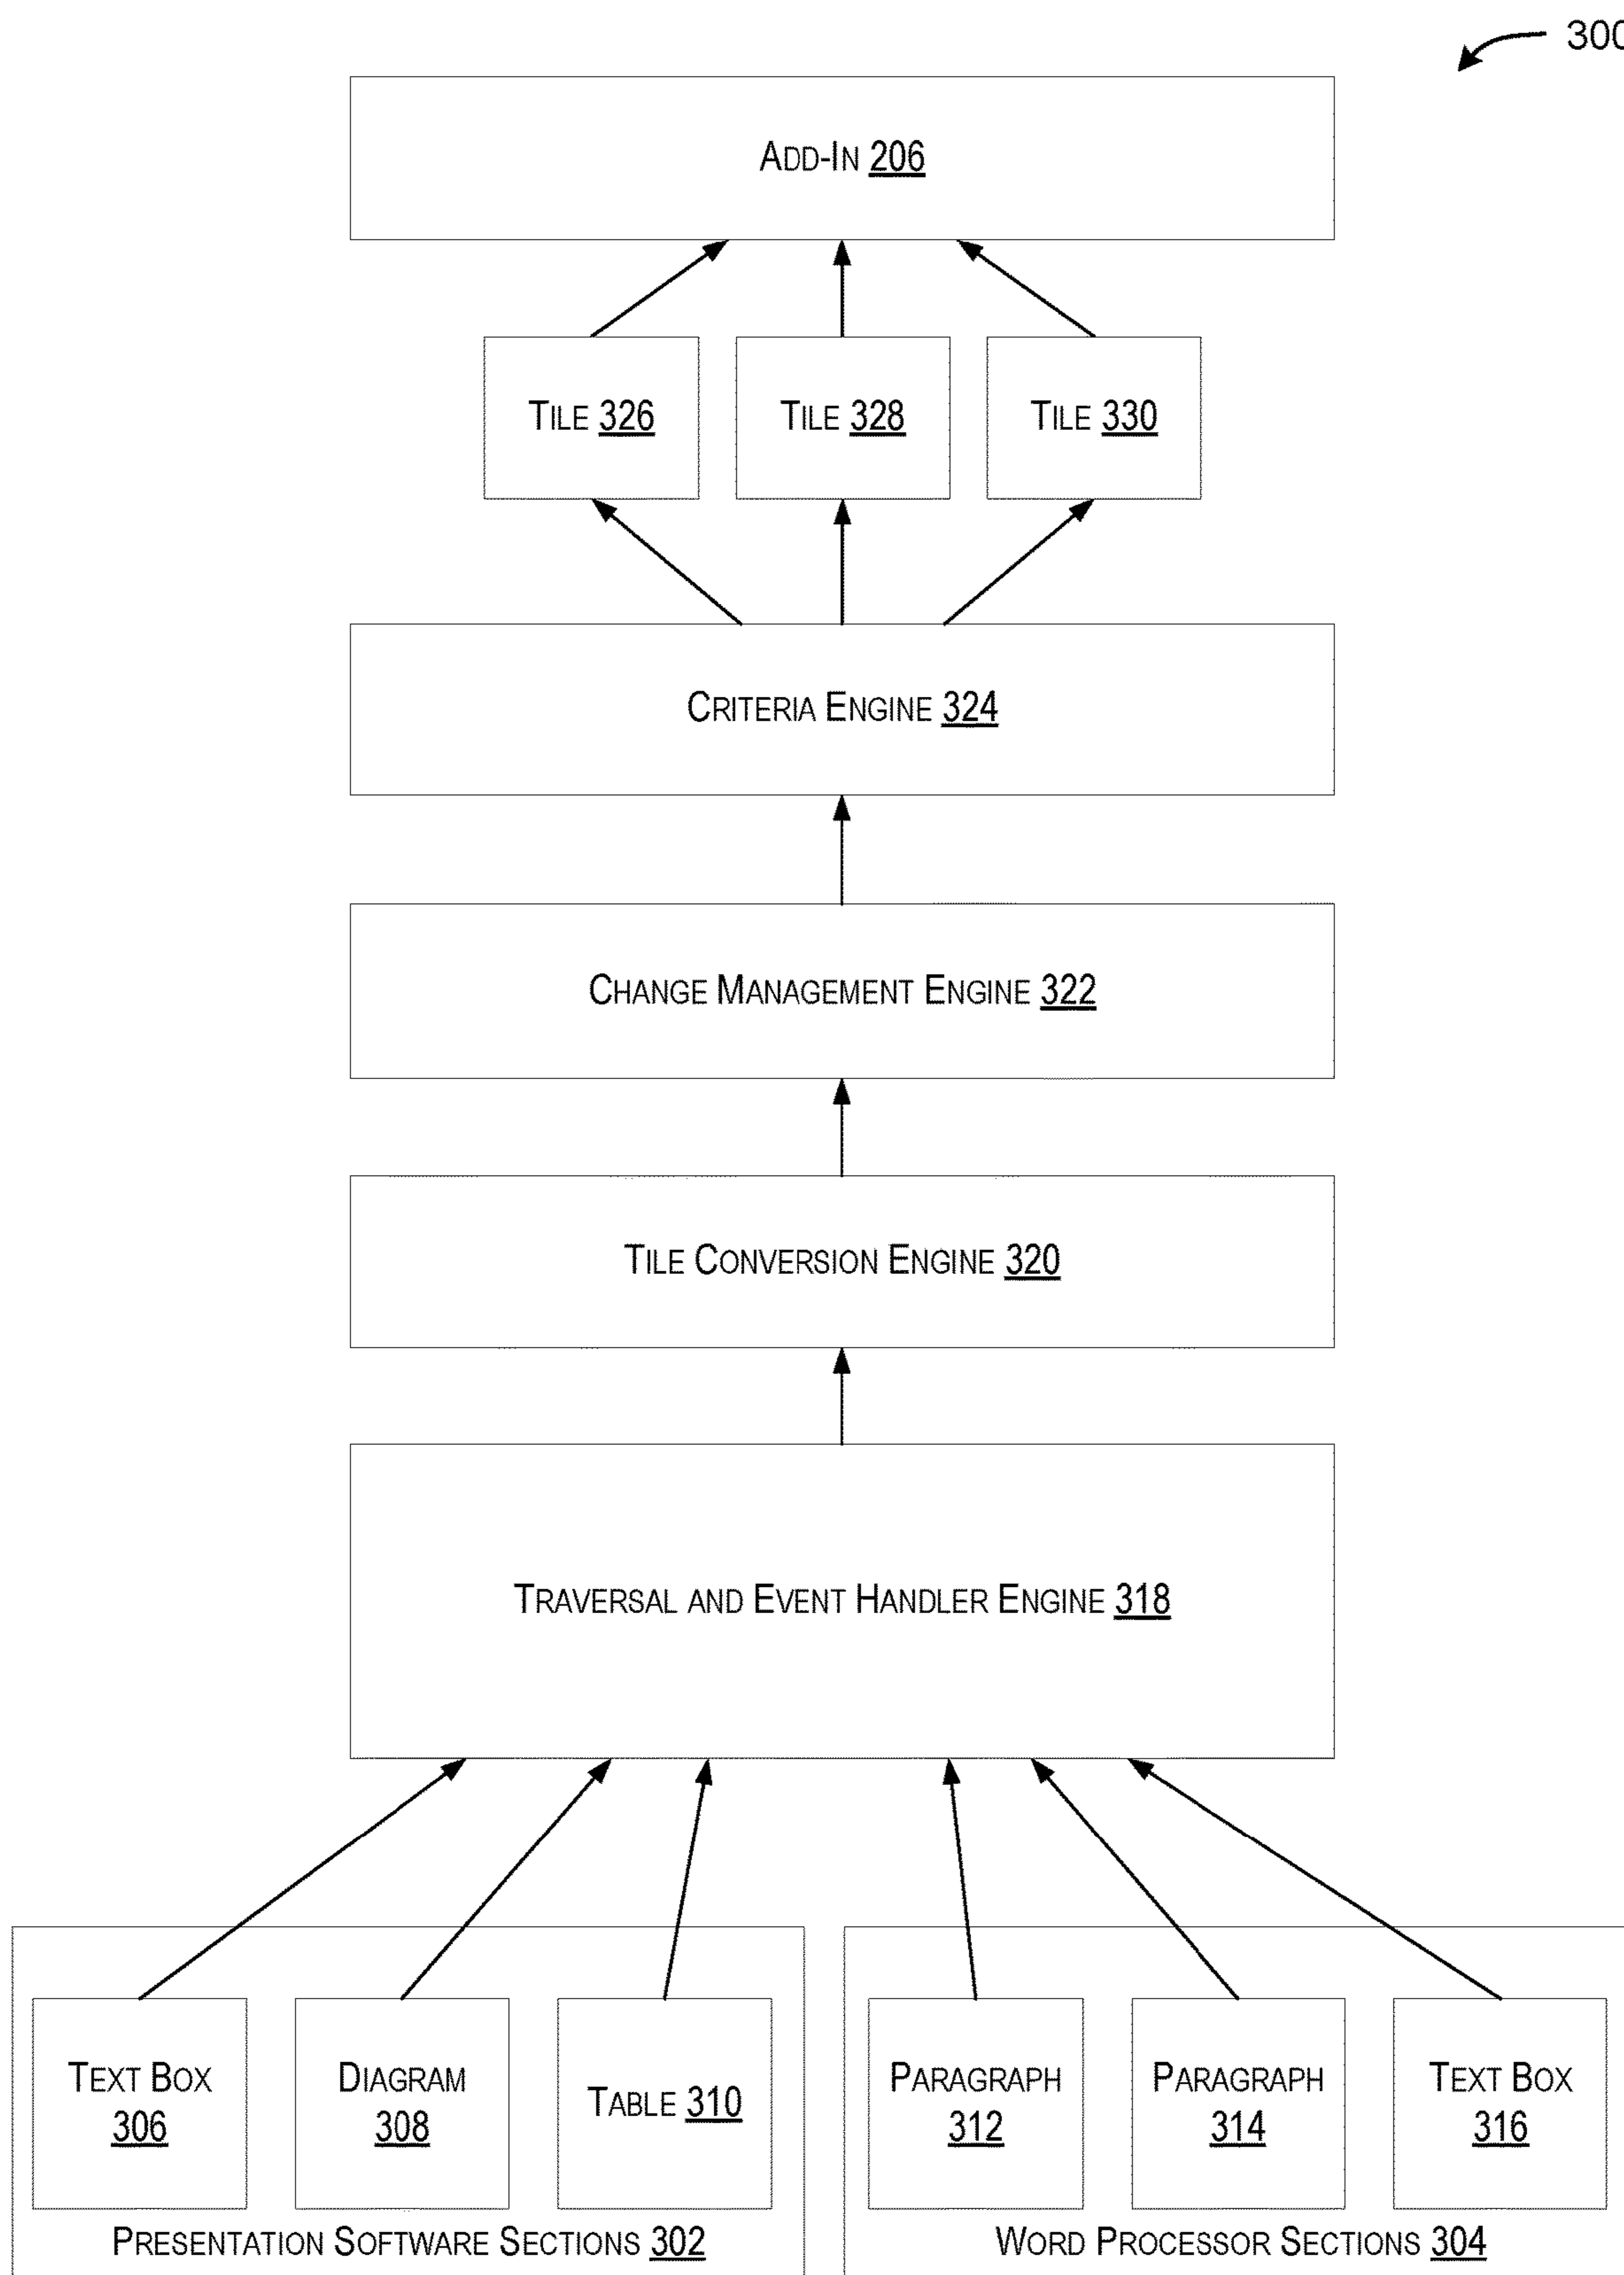 300
ADD-IN 206
TILE 326
TILE 328
TILE 330
CRITERIA ENGINE 324
CHANGE MANAGEMENT ENGINE 322
TILE CONVERSION ENGINE 320
TRAVERSAL AND EVENT HANDLER ENGINE 318
TEXT BOX
306
DIAGRAM
308
TABLE 310
PRESENTATION SOFTWARE SECTIONS 302
PARAGRAPH
312
PARAGRAPH
314
TEXT BOX
316
WORD PROCESSOR SECTIONS 304